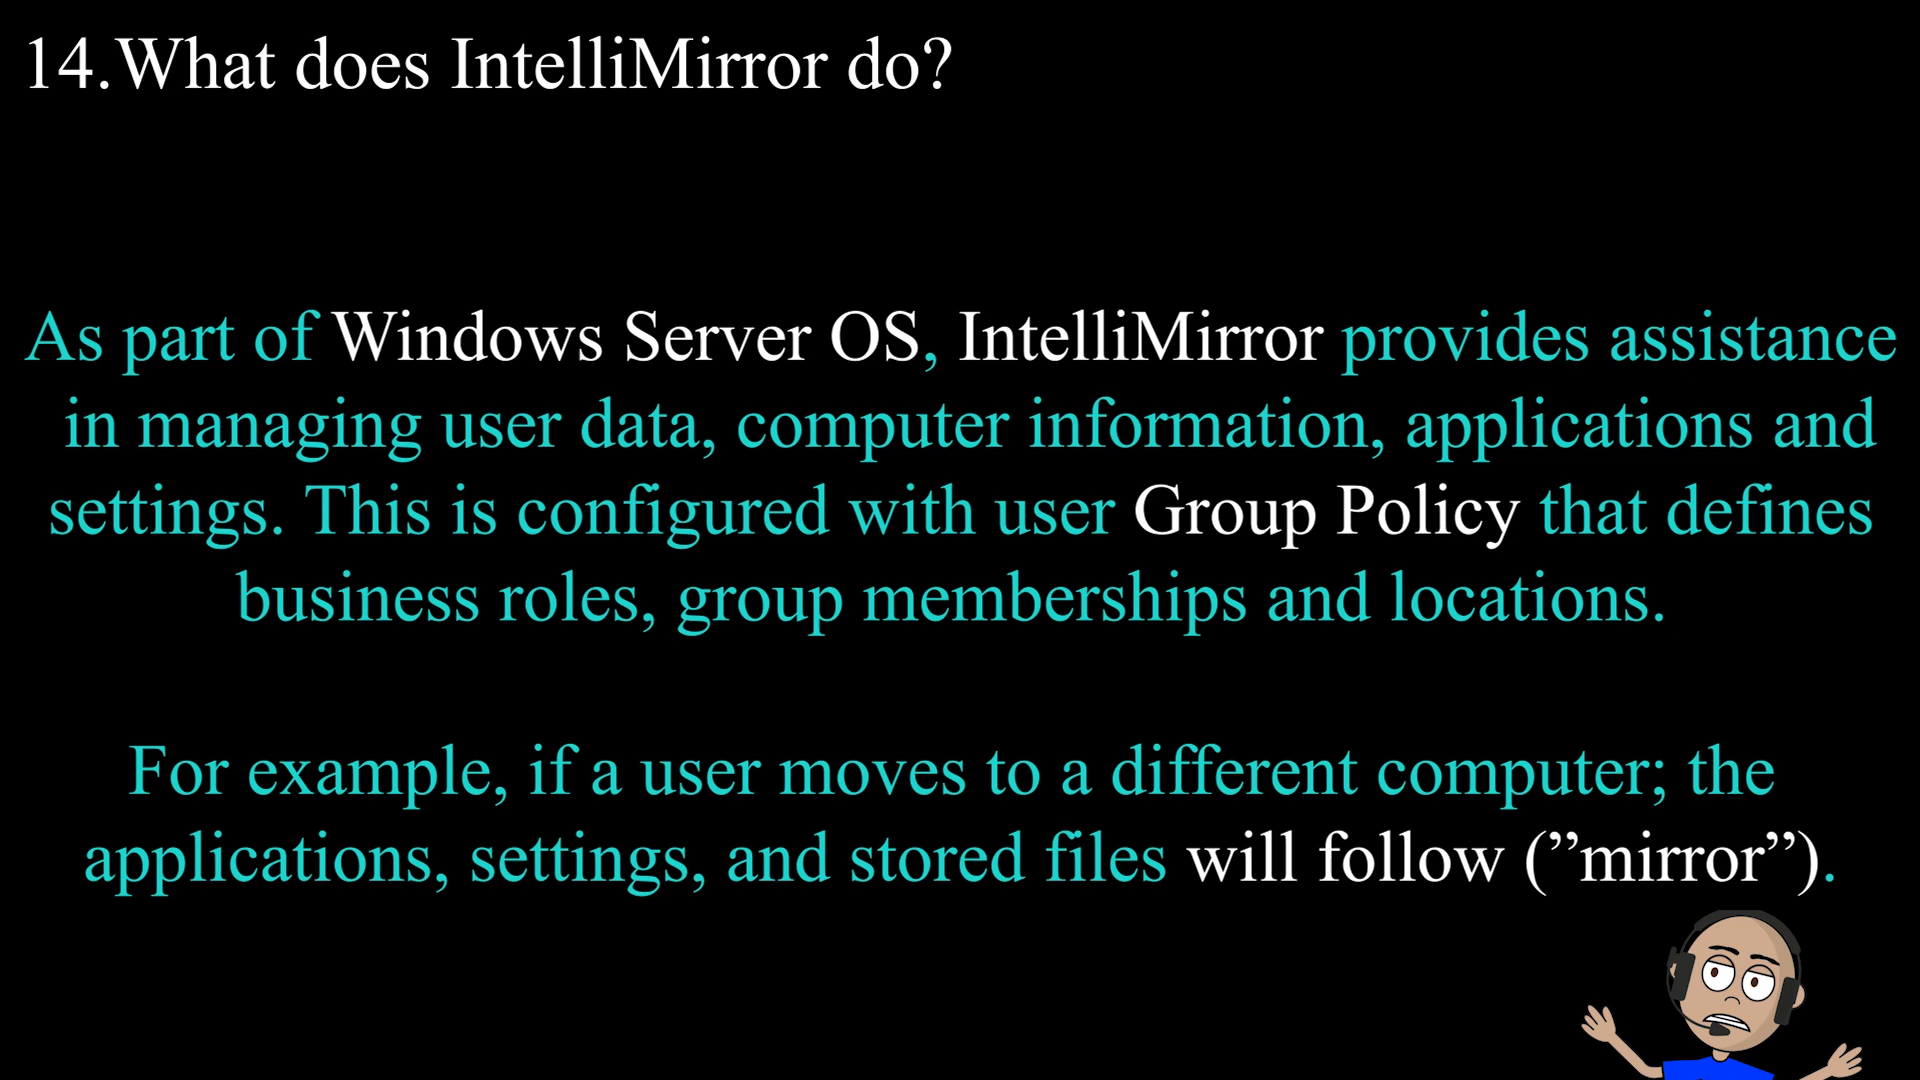 14.What does IntelliMirror do?
As part of Windows Server OS, IntelliMirror provides assistance
in managing user data, computer information, applications and
settings. This is configured with user Group Policy that defines
business roles, group memberships and locations.
For example, if a user moves to a different computer; the
applications, settings, and stored files will follow (”mirror”).